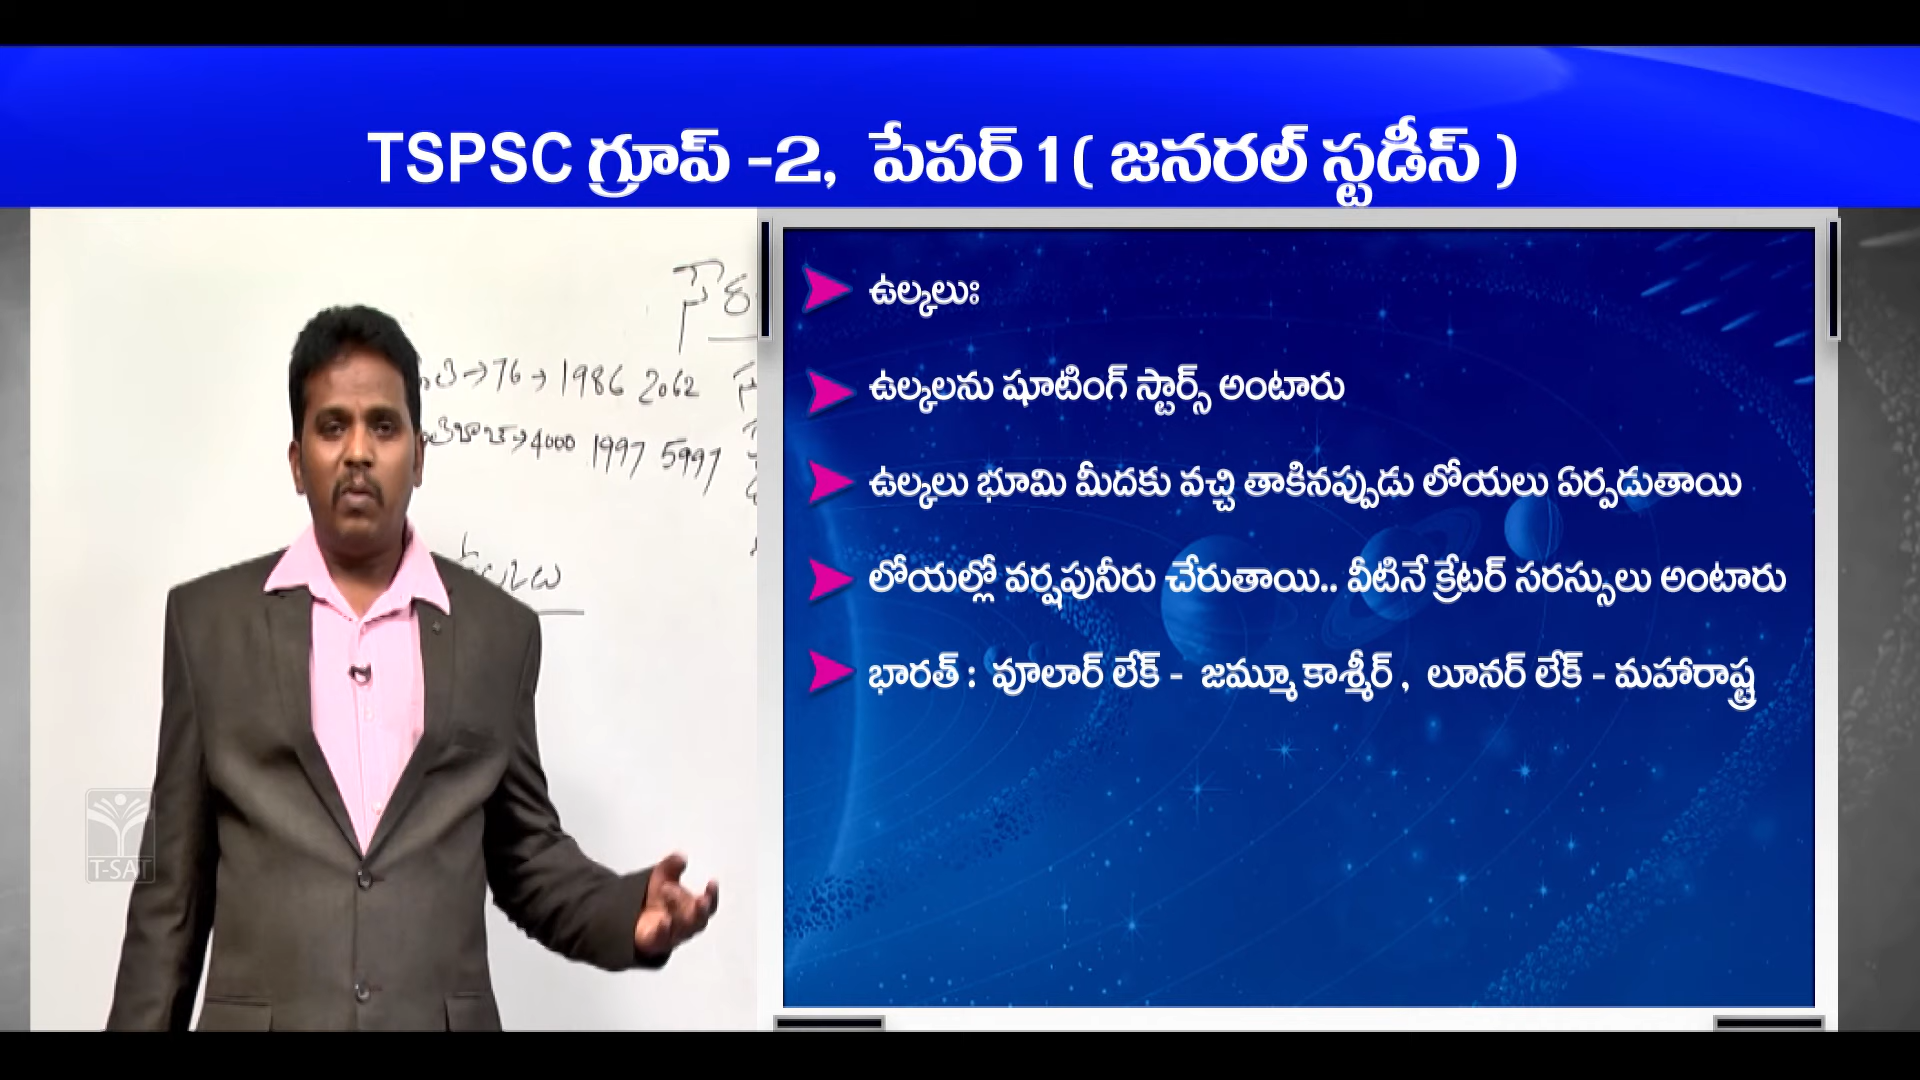 TSPSC గ్రూప్ -2, పేపర్ 1 ( జనరల్ స్టడీస్ )
76 → 1986 2062
→ 4000 1997 5997
T-SAT
ఉల్కలుః
ఉల్కలను షూటింగ్ స్టార్స్ అంటారు
ఉల్కలు భూమి మీదకు వచ్చి తాకినప్పుడు లోయలు ఏర్పడుతాయి
లోయల్లో వర్షపునీరు చేరుతాయి.. వీటినే క్రేటర్ సరస్సులు అంటారు
భారత్ : వూలార్ లేక్ - జమ్మూ కాశ్మీర్ , లూనర్ లేక్ - మహారాష్ట్ర